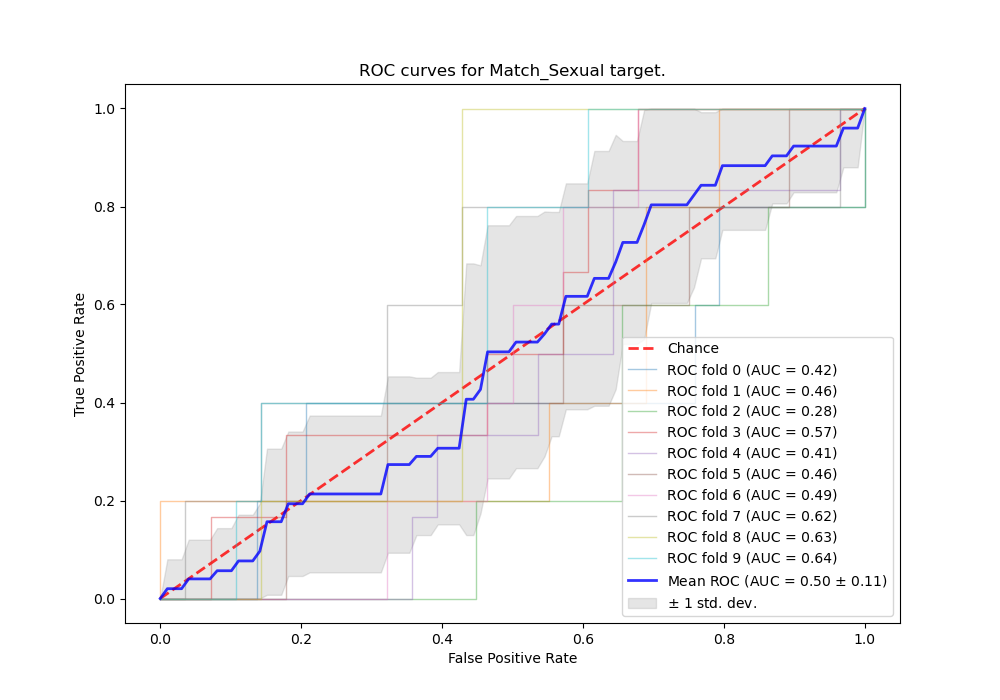 ROC curves for Match_Sexual target.
True Positive Rate
1.0
0.8
0.6
0.4
0.2
0.0
Chance
ROC fold 0 (AUC = 0.42)
ROC fold 1 (AUC = 0.46)
ROC fold 2 (AUC = 0.28)
ROC fold 3 (AUC = 0.57)
ROC fold 4 (AUC = 0.41)
ROC fold 5 (AUC = 0.46)
ROC fold 6 (AUC = 0.49)
ROC fold 7 (AUC = 0.62)
ROC fold 8 (AUC = 0.63)
ROC fold 9 (AUC = 0.64)
Mean ROC (AUC = 0.50 ± 0.11)
± 1 std. dev.
0.0 0.2 0.4 0.6 0.8 1.0
False Positive Rate